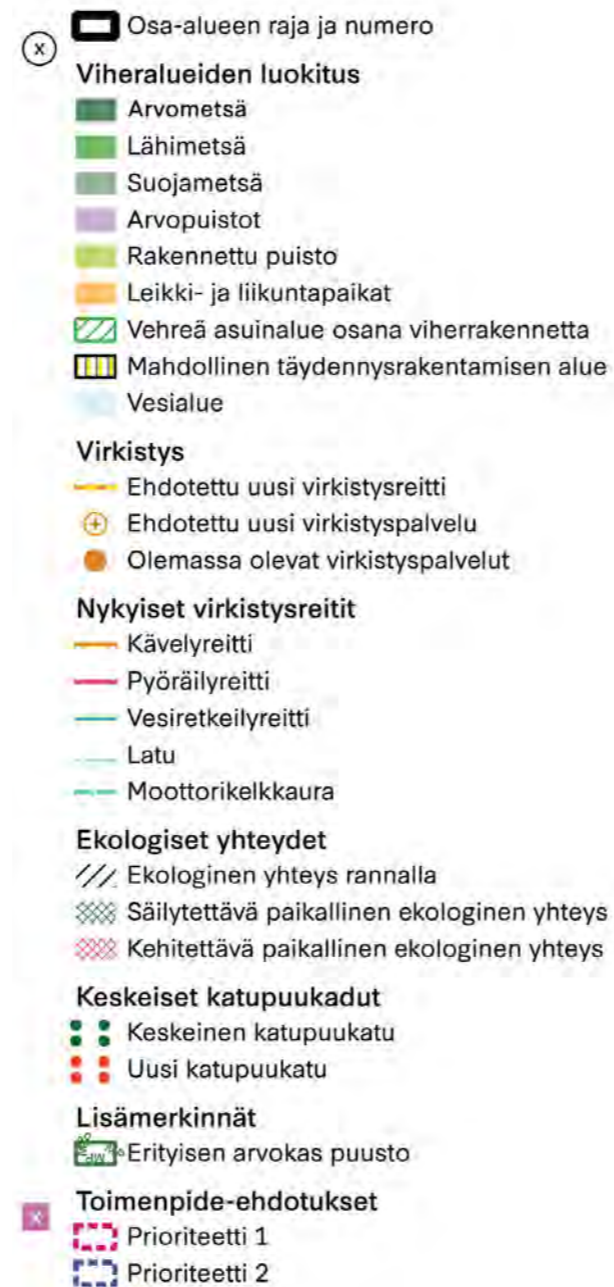 Osa-alueen raja ja numero
x
Viheralueiden luokitus
Arvometsä
Lähimetsä
Suojametsä
Arvopuistot
Rakennettu puisto
Leikki- ja liikuntapaikat
Vehreä asuinalue osana viherrakennetta
Mahdollinen täydennysrakentamisen alue
Vesialue
Virkistys
Ehdotettu uusi virkistysreitti
Ehdotettu uusi virkistyspalvelu
Olemassa olevat virkistyspalvelut
Nykyiset virkistysreitit
Kävelyreitti
Pyöräilyreitti
Vesiretkeilyreitti
Latu
Moottorikelkkaura
Ekologiset yhteydet
Ekologinen yhteys rannalla
Säilytettävä paikallinen ekologinen yhteys
Kehitettävä paikallinen ekologinen yhteys
Keskeiset katupuukadut
Keskeinen katupuukatu
Uusi katupuukatu
Lisämerkinnät
Erityisen arvokas puusto
Toimenpide-ehdotukset
x
Prioriteetti 1
Prioriteetti 2